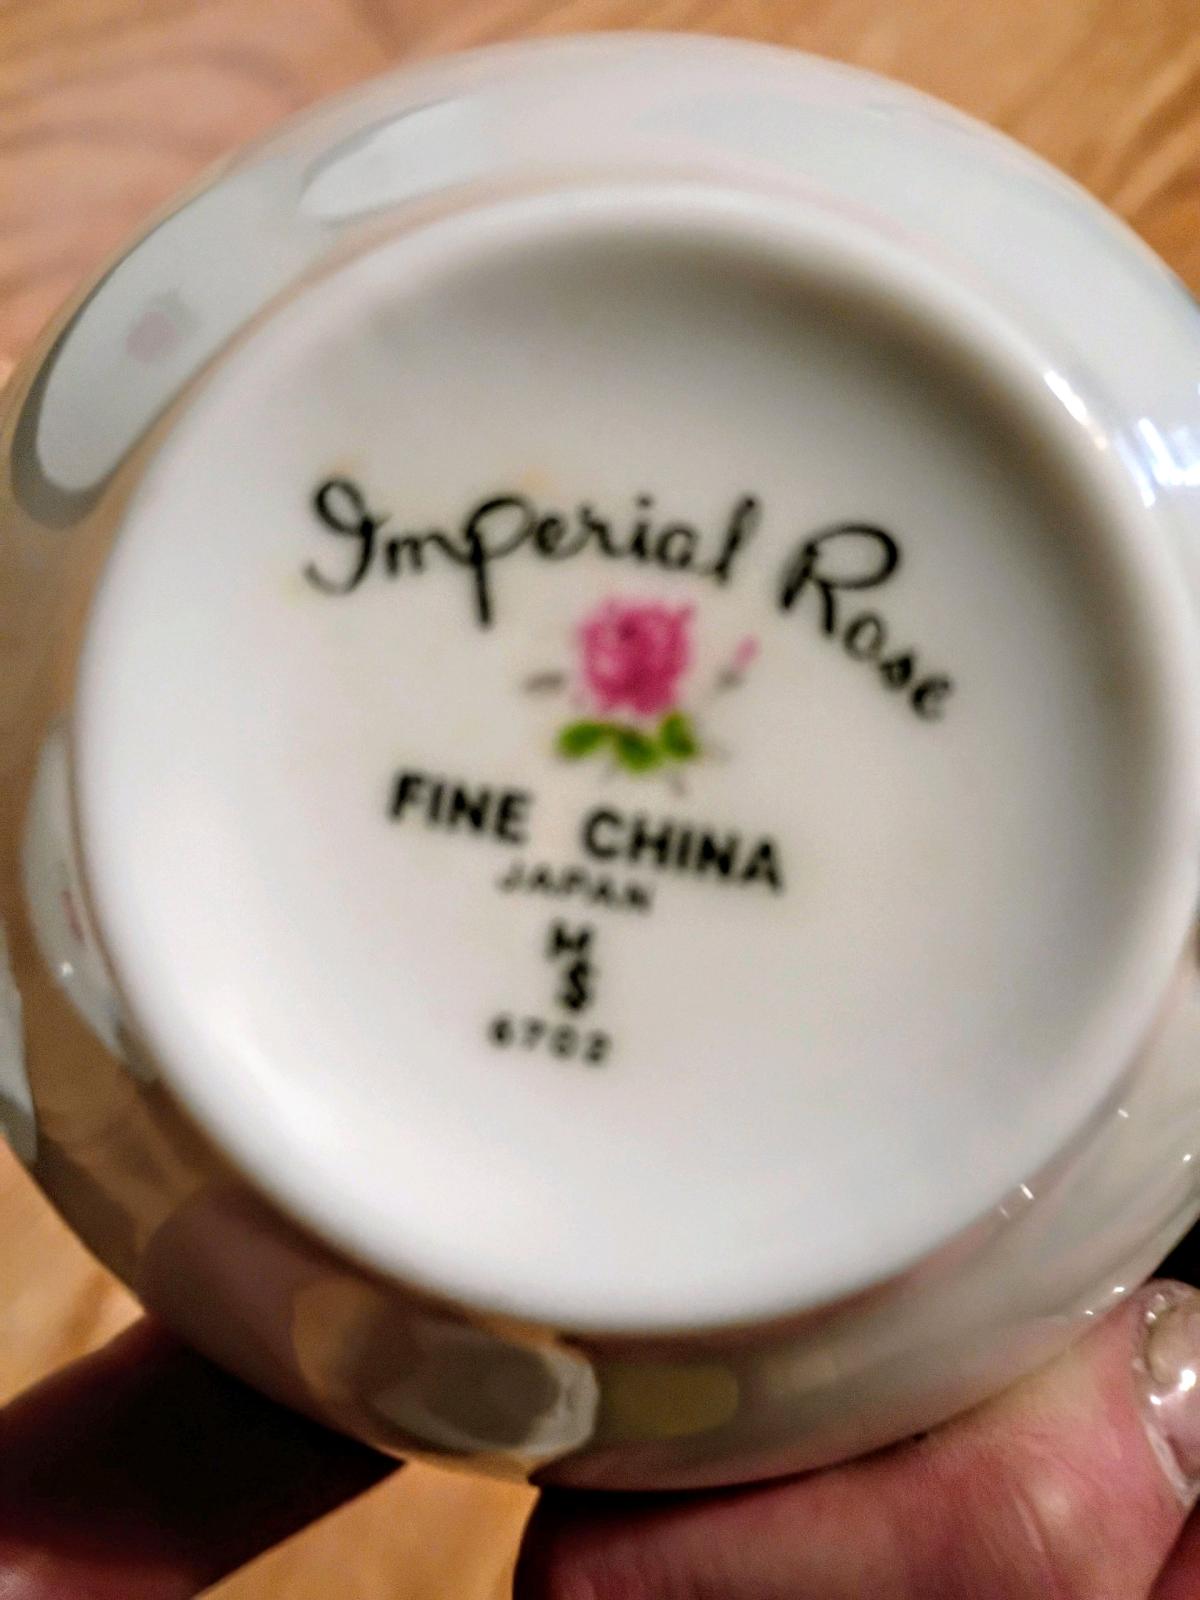 Imperial Rose
FINE CHINA
JAPAN
H
S
6702